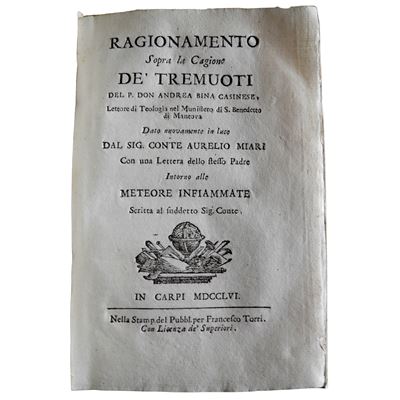 RAGIONAMENTO
Sopra la Cagione
DE' TREMUOTI
DEL P. DON ANDREA BINA CASINESE,
Lettore di Teologia nel Munistero di S. Benedetto
di Mantova
Dato nuovamente in luce
DAL SIG. CONTE AURELIO MIARI
Con una Lettera dello stesso Padre
Intorno alle
METEORE INFIAMMATE
Scritta al suddetto Sig. Conte.
IN CARPI MDCCLVI.
Nella Stamp. del Pubbl. per Francesco Torri.
Con Licenza de' Superiori.